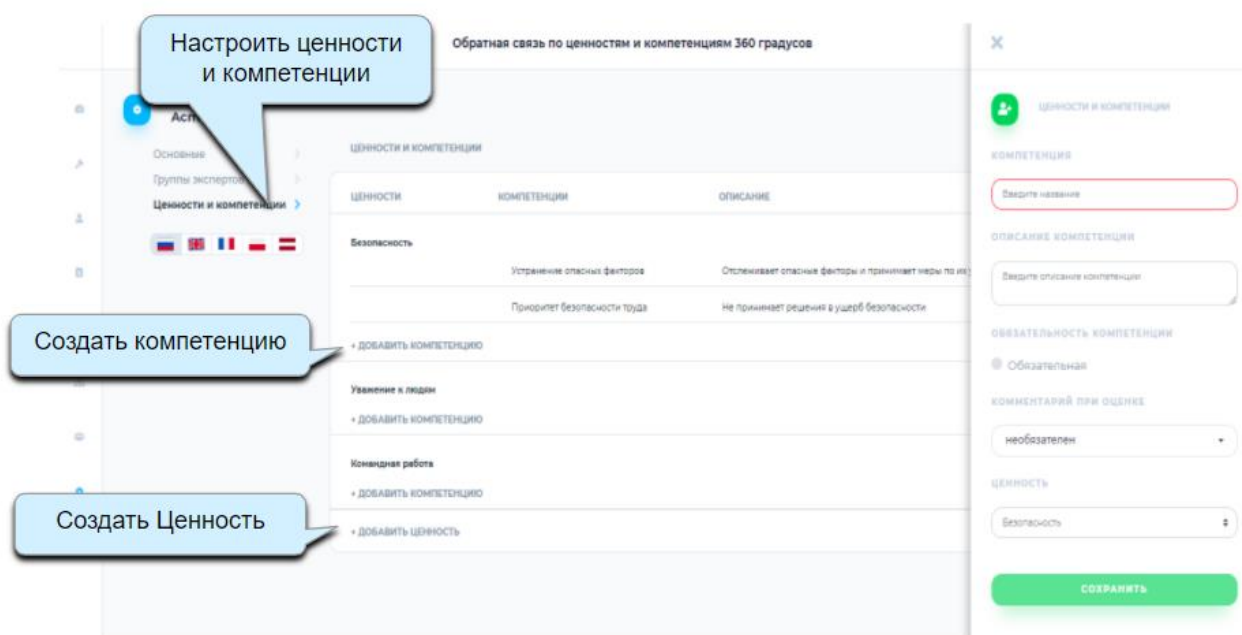 Настроить ценности
и компетенции
Обратная связь по ценностям и компетенциям 360 градусов
Основные
Группы экспертов
Ценности и компетенции
ЦЕННОСТИ И КОМПЕТЕНЦИИ
ЦЕННОСТИ КОМПЕТЕНЦИИ ОПИСАНИЕ
Безопасность
Устранение опасных факторов Отслеживает опасные факторы и принимает меры по их
Приоритет безопасности труда Не принимает решения в ущерб безопасности
Создать компетенцию
+ ДОБАВИТЬ КОМПЕТЕНЦИЮ
Уважение к людям
+ ДОБАВИТЬ КОМПЕТЕНЦИЮ
Командная работа
+ ДОБАВИТЬ КОМПЕТЕНЦИЮ
Создать Ценность
+ ДОБАВИТЬ ЦЕННОСТЬ
ЦЕННОСТИ И КОМПЕТЕНЦИИ
КОМПЕТЕНЦИЯ
Введите название
ОПИСАНИЕ КОМПЕТЕНЦИИ
Введите описание компетенции
ОБЯЗАТЕЛЬНОСТЬ КОМПЕТЕНЦИИ
Обязательная
КОММЕНТАРИЙ ПРИ ОЦЕНКЕ
необязателен
ЦЕННОСТЬ
Безопасность
СОХРАНИТЬ